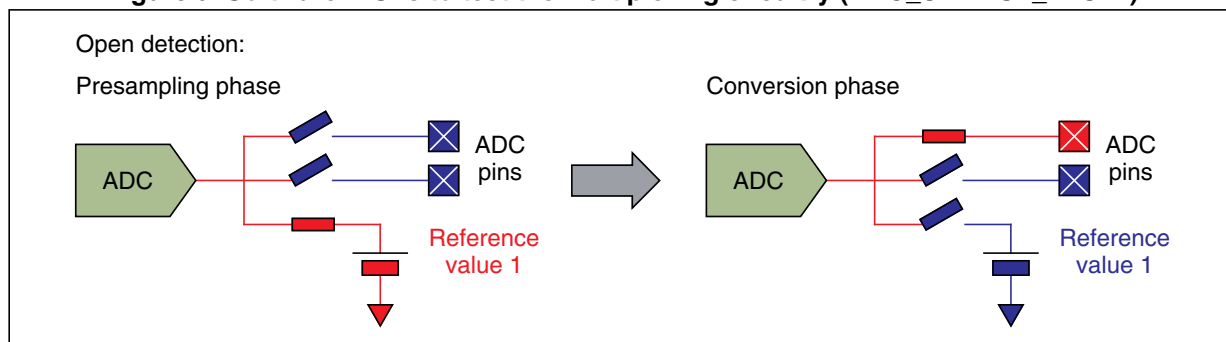 Open detection:
Presampling phase
Conversion phase
ADC
ADC
pins
Reference
value 1
ADC
ADC
pins
Reference
value 1